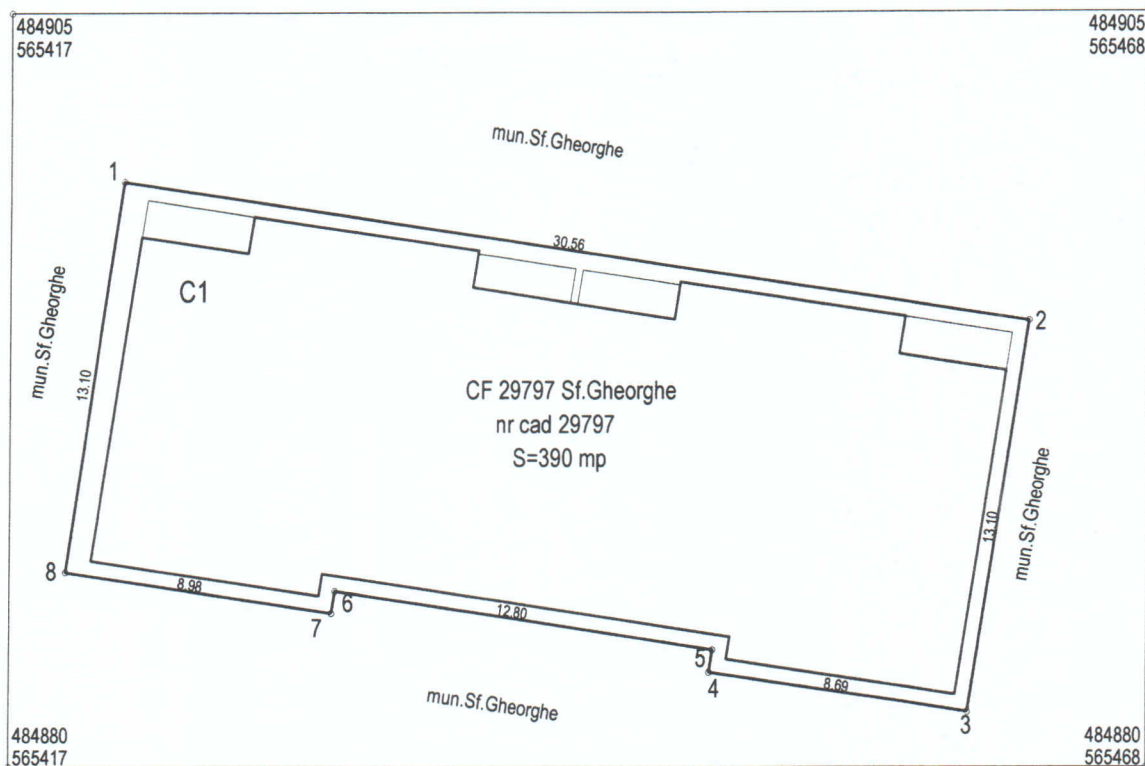 484905
565417
484905
565468
mun.Sf.Gheorghe
1
30.56
2
C1
mun.Sf.Gheorghe
13.10
CF 29797 Sf.Gheorghe
nr cad 29797
S=390 mp
13.10
mun.Sf.Gheorghe
8
8.98
6
7
12.80
5
4
8.69
3
mun.Sf.Gheorghe
484880
565417
484880
565468